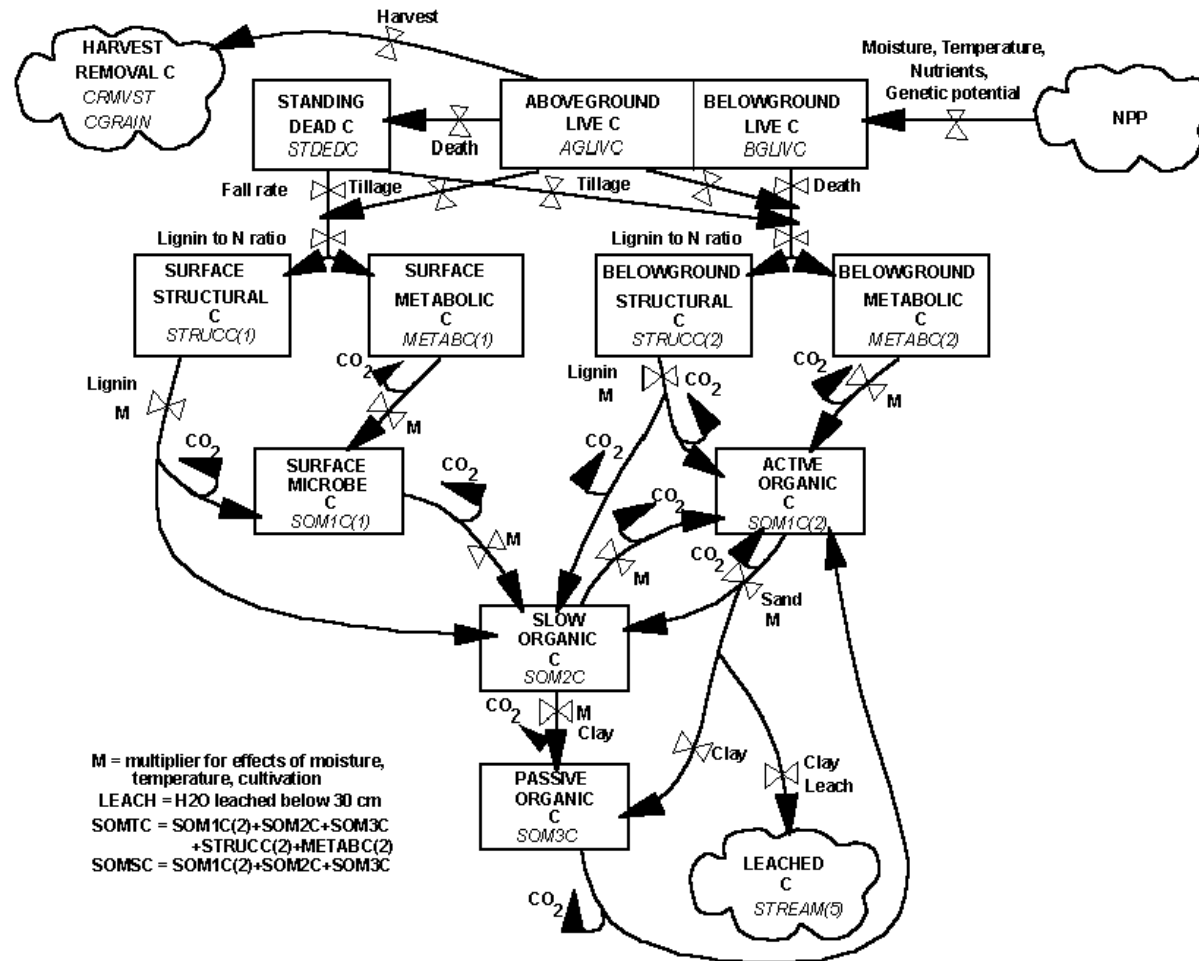 Harvest
HARVEST
REMOVAL C
CRMVST
CGRAIN
Moisture, Temperature,
Nutrients,
Genetic potential
NPP
STANDING
DEAD C
STDEDC
Death
ABOVEGROUND
LIVE C
AGLIVC
BELOWGROUND
LIVE C
BGLIVC
Fall rate
Tillage
Tillage
Death
Lignin to N ratio
Lignin to N ratio
SURFACE
STRUCTURAL
C
STRUCC(1)
SURFACE
METABOLIC
C
METABC(1)
BELOWGROUND
STRUCTURAL
C
STRUCC(2)
BELOWGROUND
METABOLIC
C
METABC(2)
Lignin
M
CO2
M
Lignin
M
CO2
CO2
M
CO2
SURFACE
MICROBE
C
SOM1C(1)
CO2
M
CO2
CO2
M
ACTIVE
ORGANIC
C
SOM1C(2)
CO2
Sand
M
SLOW
ORGANIC
C
SOM2C
CO2
M
Clay
Clay
Clay
Leach
PASSIVE
ORGANIC
C
SOM3C
CO2
LEACHED
C
STREAM(5)
M = multiplier for effects of moisture,
temperature, cultivation
LEACH = H2O leached below 30 cm
SOMTC = SOM1C(2)+SOM2C+SOM3C
+STRUCC(2)+METABC(2)
SOMSC = SOM1C(2)+SOM2C+SOM3C